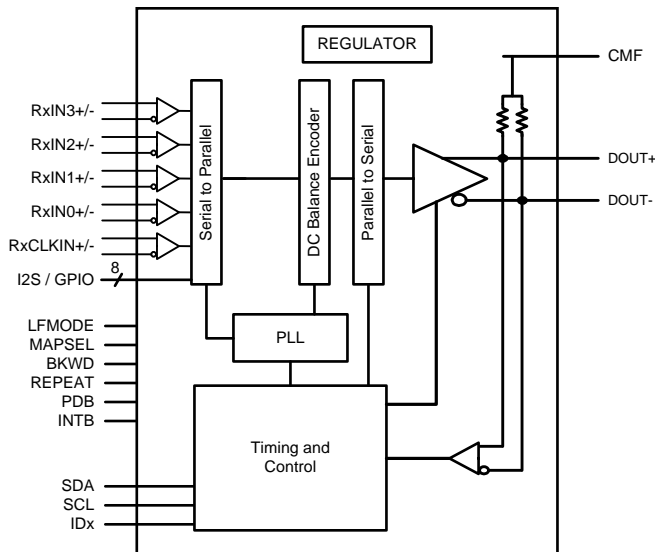 REGULATOR
CMF
RxIN3+/-
RxIN2+/-
RxIN1+/-
RxIN0+/-
RxCLKIN+/-
I2S / GPIO
8
Serial to Parallel
DC Balance Encoder
Parallel to Serial
DOUT+
DOUT-
LFMODE
MAPSEL
BKWD
REPEAT
PDB
INTB
PLL
Timing and
Control
SDA
SCL
IDx